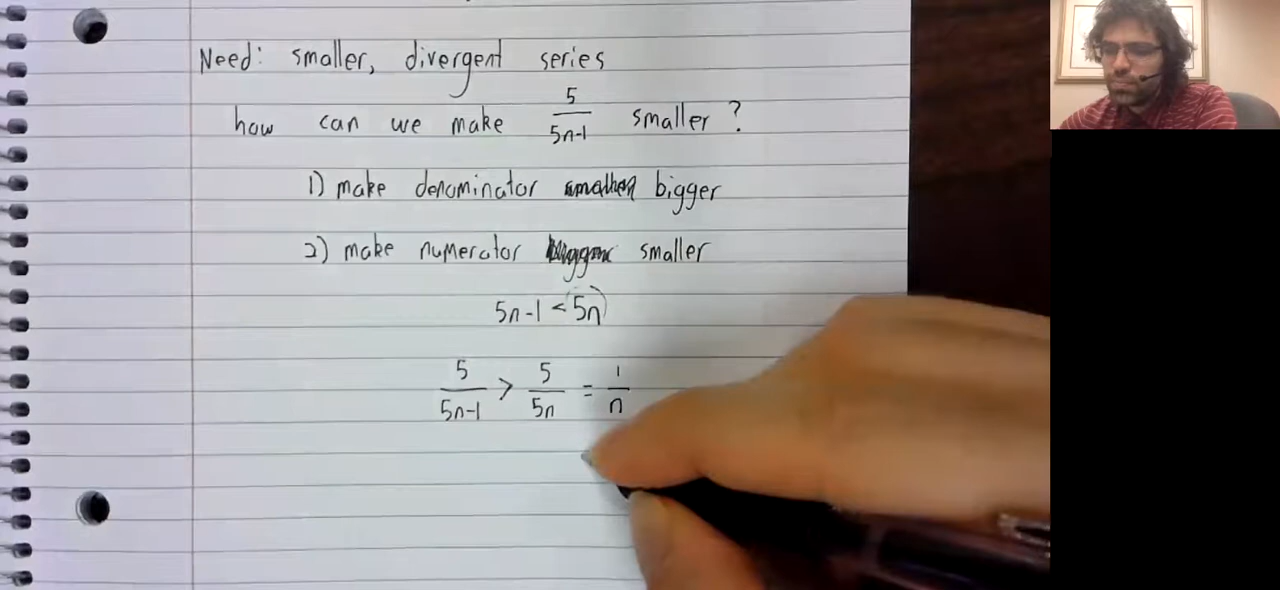 Need: smaller, divergent series
how can we make 5/(5n-1) smaller?
1) make denominator smaller bigger
2) make numerator bigger smaller
5n-1 < 5n
5/(5n-1) > 5/(5n) = 1/n